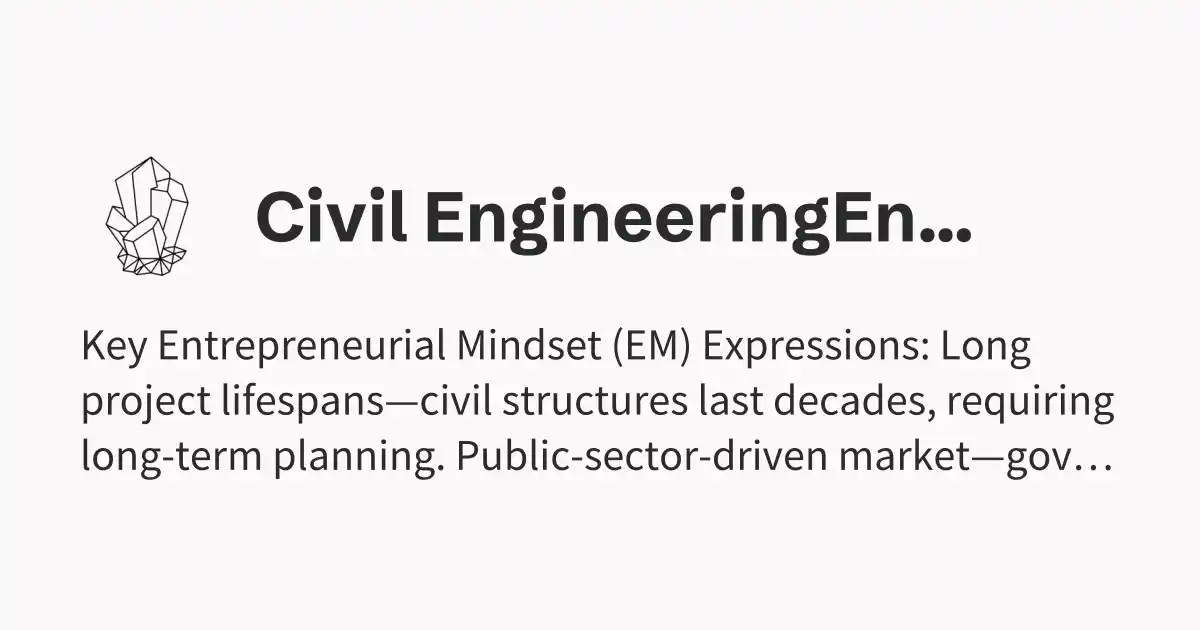 Civil EngineeringEn...
Key Entrepreneurial Mindset (EM) Expressions: Long
project lifespans—civil structures last decades, requiring
long-term planning. Public-sector-driven market—gov...